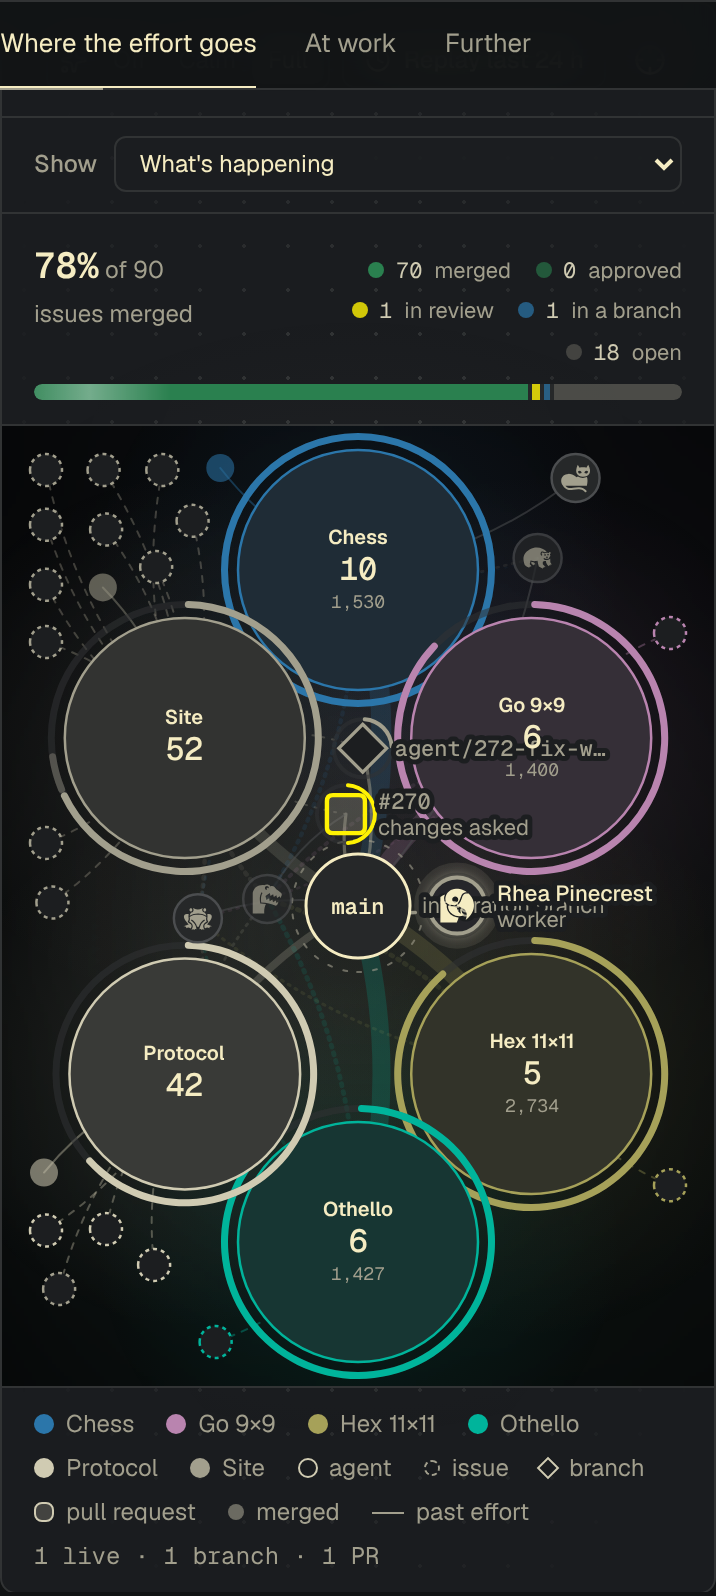 Where the effort goes At work Further
Show What's happening
78% of 90
issues merged
70 merged 0 approved
1 in review 1 in a branch
18 open
Chess
10
1,530
Site
52
Go 9×9
6
1,400
agent/272-fix-w…
#270
changes asked
main
Rhea Pinecrest
worker
Protocol
42
Hex 11×11
5
2,734
Othello
6
1,427
Chess Go 9×9 Hex 11×11 Othello
Protocol Site agent issue branch
pull request merged past effort
1 live · 1 branch · 1 PR